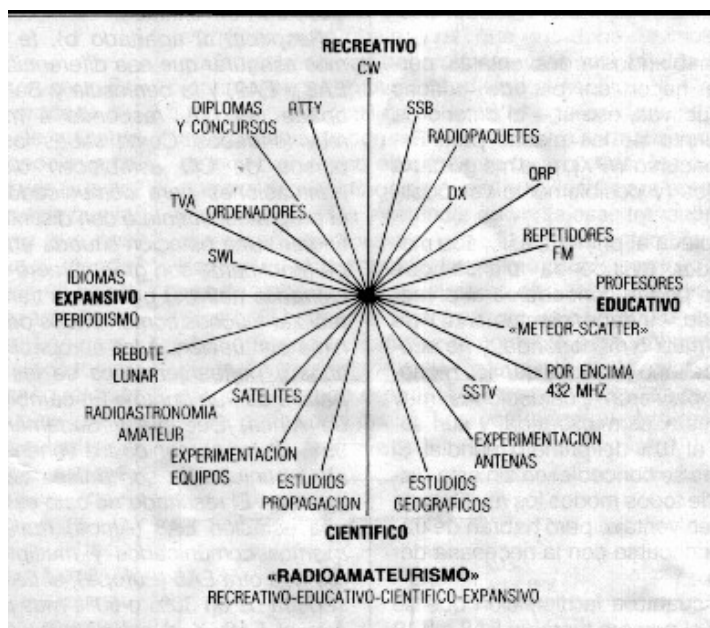 RECREATIVO
CW
DIPLOMAS
Y CONCURSOS
RTTY
SSB
RADIOPAQUETES
QRP
DX
TVA
ORDENADORES
REPETIDORES
FM
SWL
IDIOMAS
EXPANSIVO
PERIODISMO
PROFESORES
EDUCATIVO
«METEOR-SCATTER»
REBOTE
LUNAR
POR ENCIMA
432 MHZ
SATELITES
SSTV
RADIOASTRONOMIA
AMATEUR
EXPERIMENTACION
EQUIPOS
EXPERIMENTACION
ANTENAS
ESTUDIOS
PROPAGACION
ESTUDIOS
GEOGRAFICOS
CIENTIFICO
«RADIOAMATEURISMO»
RECREATIVO-EDUCATIVO-CIENTIFICO-EXPANSIVO